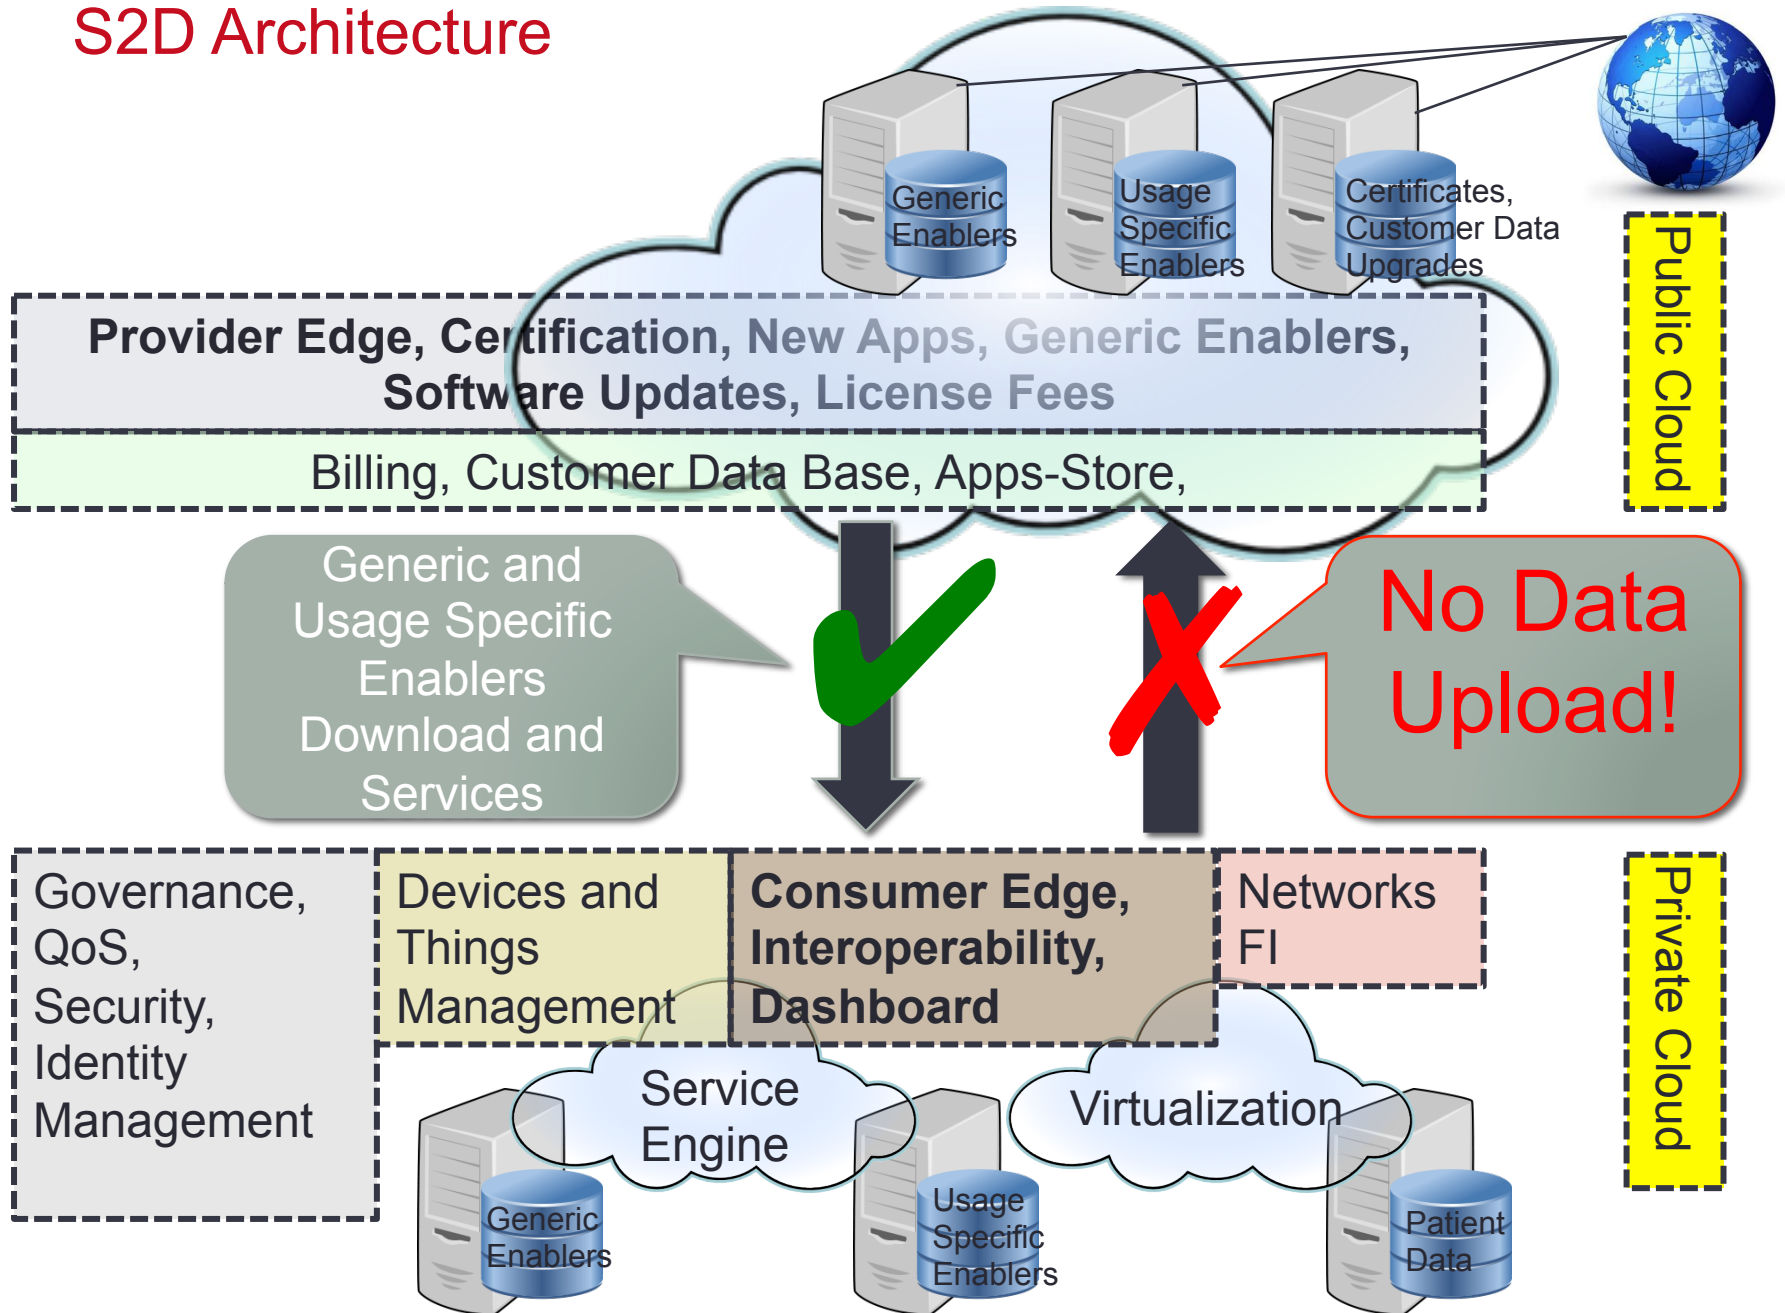 S2D Architecture
Generic
Enablers
Usage
Specific
Enablers
Certificates,
Customer Data
Upgrades
Public Cloud
Provider Edge, Certification, New Apps, Generic Enablers,
Software Updates, License Fees
Billing, Customer Data Base, Apps-Store,
Generic and
Usage Specific
Enablers
Download and
Services
No Data
Upload!
Governance,
QoS,
Security,
Identity
Management
Devices and
Things
Management
Consumer Edge,
Interoperability,
Dashboard
Networks
FI
Private Cloud
Service
Engine
Virtualization
Generic
Enablers
Usage
Specific
Enablers
Patient
Data